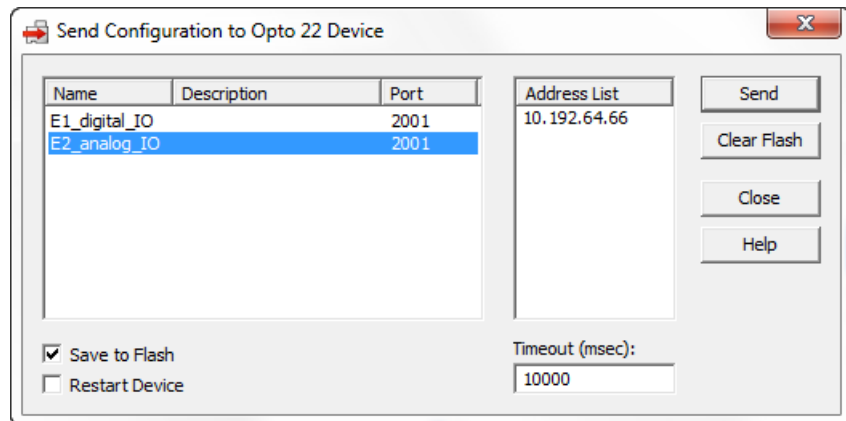 Send Configuration to Opto 22 Device
Name Description Port
E1_digital_IO 2001
E2_analog_IO 2001
Address List
10.192.64.66
Send
Clear Flash
Close
Help
Save to Flash
Restart Device
Timeout (msec):
10000